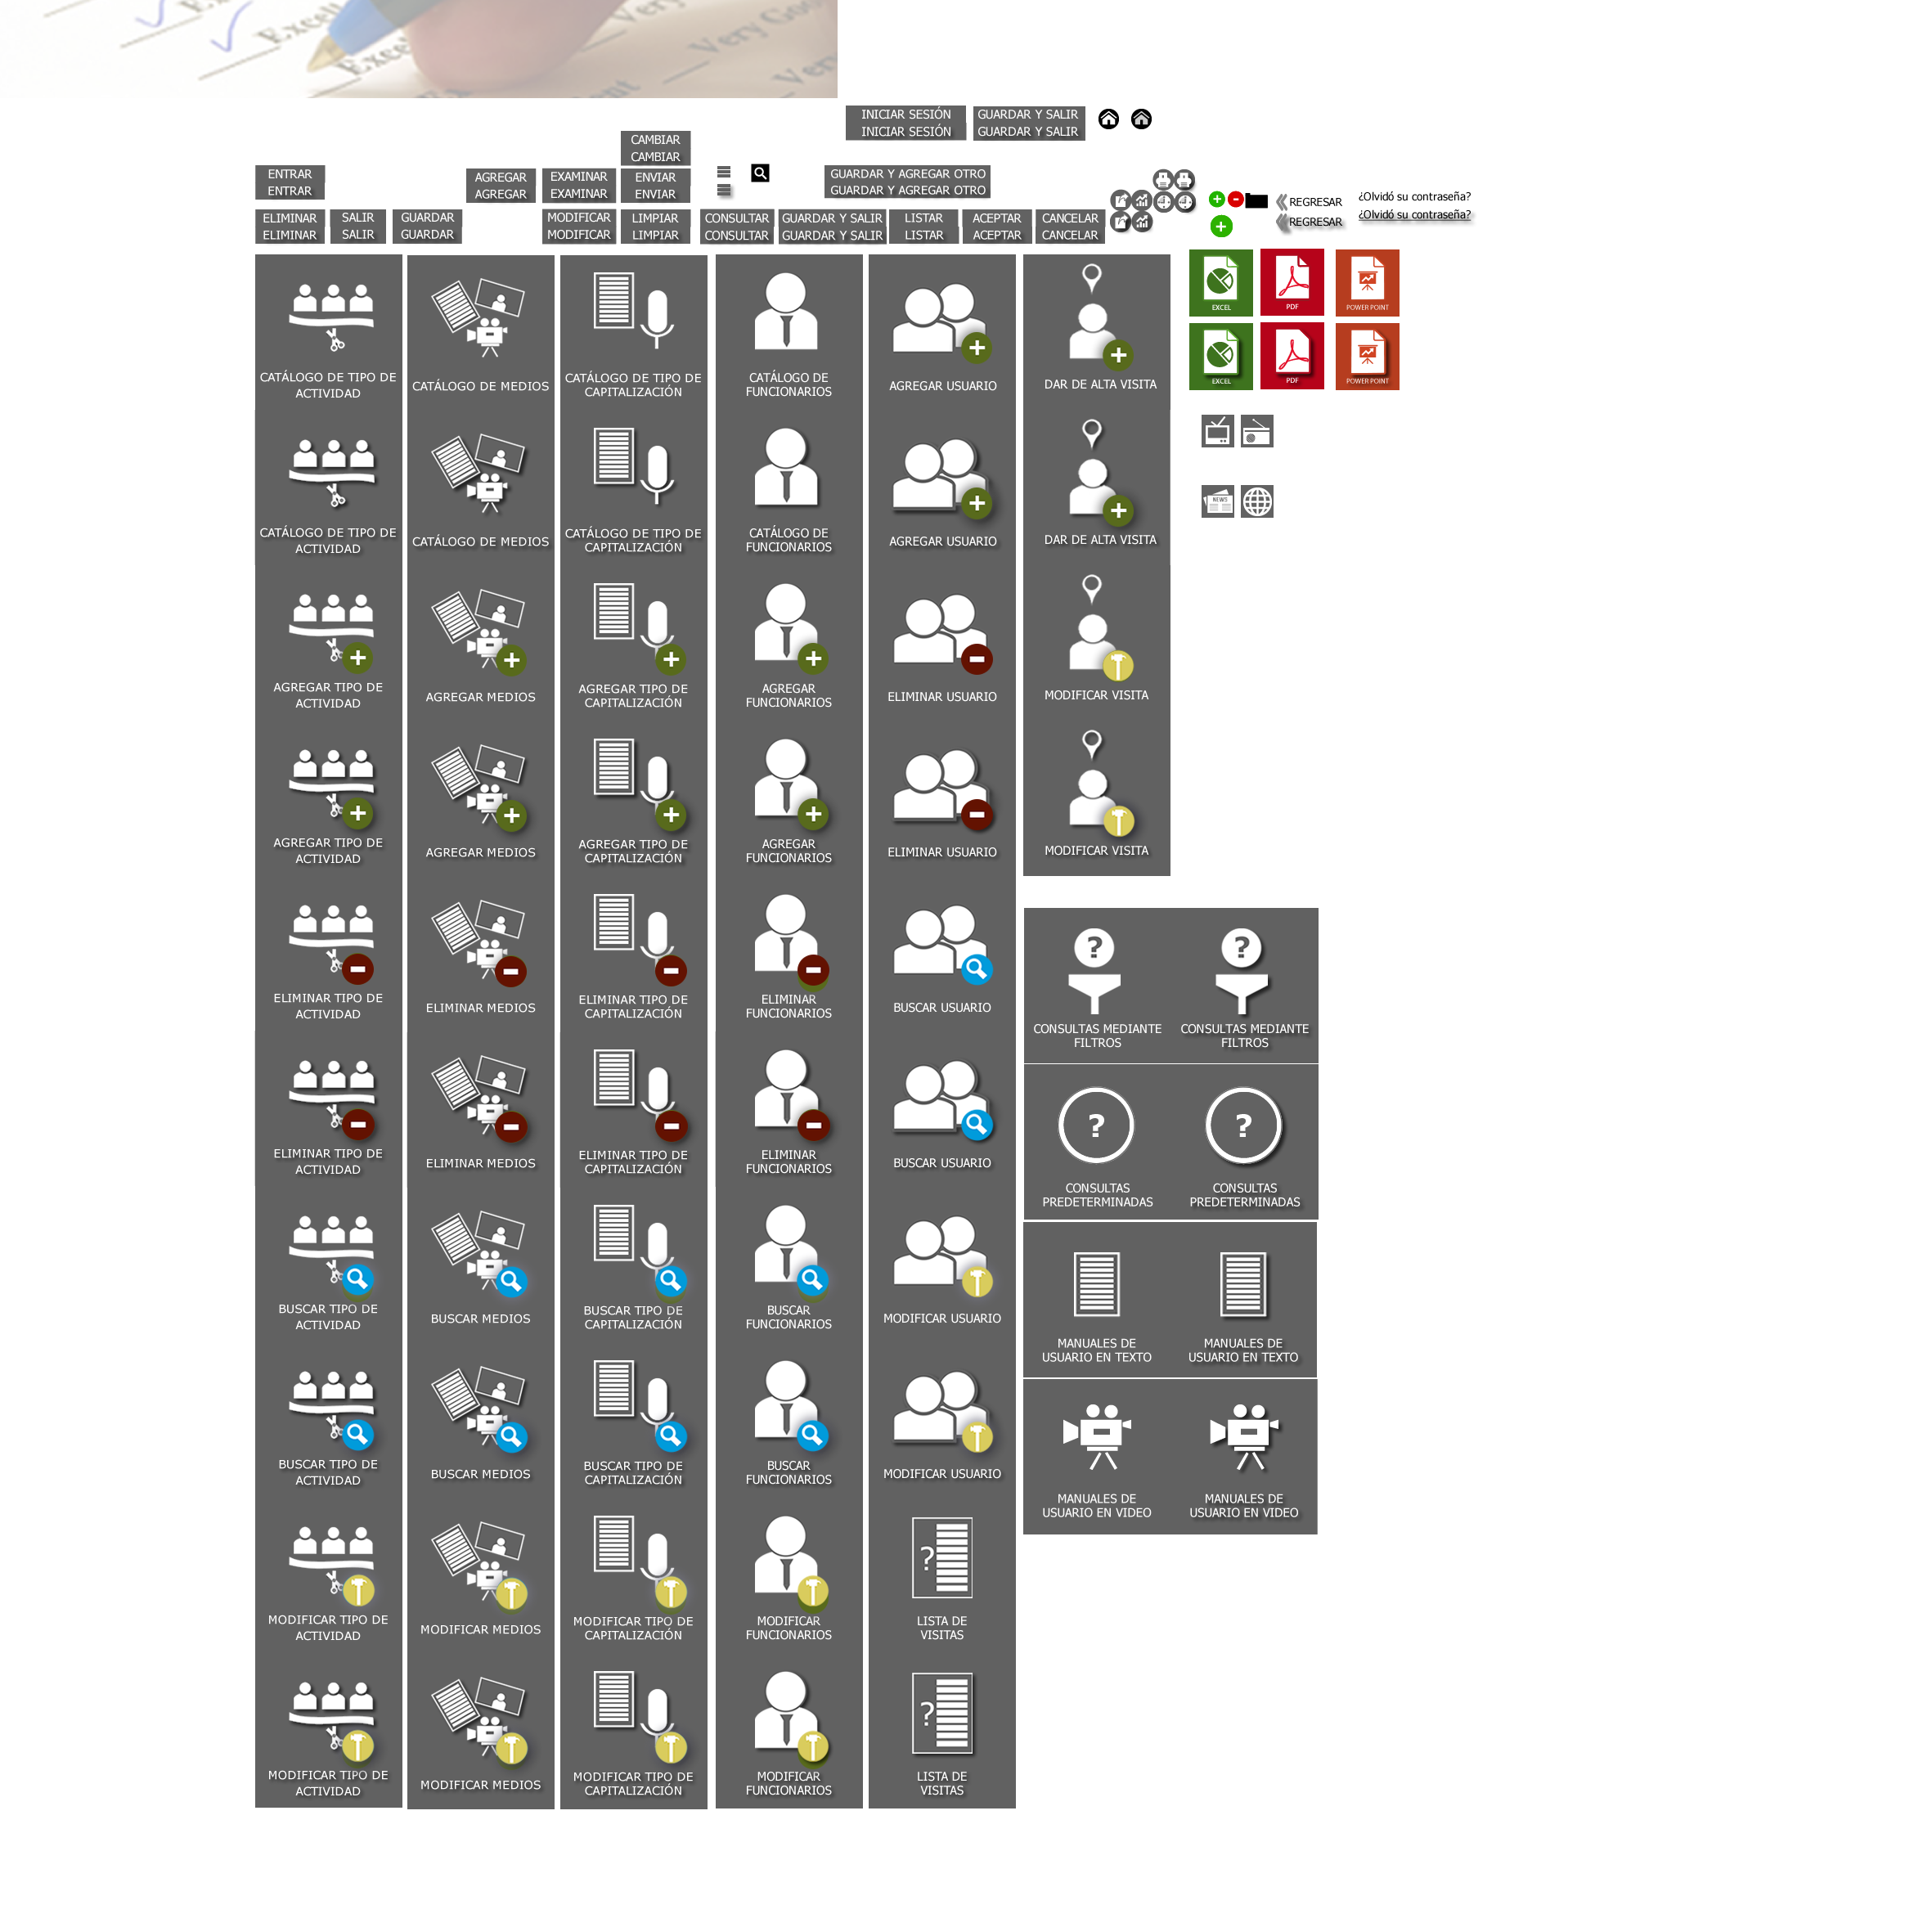 Excell
Very
Very Good
Excell
Very
INICIAR SESIÓN
INICIAR SESIÓN
GUARDAR Y SALIR
GUARDAR Y SALIR
CAMBIAR
CAMBIAR
ENTRAR
ENTRAR
AGREGAR
AGREGAR
EXAMINAR
EXAMINAR
ENVIAR
ENVIAR
GUARDAR Y AGREGAR OTRO
GUARDAR Y AGREGAR OTRO
REGRESAR
REGRESAR
¿Olvidó su contraseña?
¿Olvidó su contraseña?
ELIMINAR
ELIMINAR
SALIR
SALIR
GUARDAR
GUARDAR
MODIFICAR
MODIFICAR
LIMPIAR
LIMPIAR
CONSULTAR
CONSULTAR
GUARDAR Y SALIR
GUARDAR Y SALIR
LISTAR
LISTAR
ACEPTAR
ACEPTAR
CANCELAR
CANCELAR
EXCEL
PDF
POWER POINT
EXCEL
PDF
POWER POINT
NEWS
CATÁLOGO DE TIPO DE
ACTIVIDAD
CATÁLOGO DE MEDIOS
CATÁLOGO DE TIPO DE
CAPITALIZACIÓN
CATÁLOGO DE
FUNCIONARIOS
AGREGAR USUARIO
DAR DE ALTA VISITA
CATÁLOGO DE TIPO DE
ACTIVIDAD
CATÁLOGO DE MEDIOS
CATÁLOGO DE TIPO DE
CAPITALIZACIÓN
CATÁLOGO DE
FUNCIONARIOS
AGREGAR USUARIO
DAR DE ALTA VISITA
AGREGAR TIPO DE
ACTIVIDAD
AGREGAR MEDIOS
AGREGAR TIPO DE
CAPITALIZACIÓN
AGREGAR
FUNCIONARIOS
ELIMINAR USUARIO
MODIFICAR VISITA
AGREGAR TIPO DE
ACTIVIDAD
AGREGAR MEDIOS
AGREGAR TIPO DE
CAPITALIZACIÓN
AGREGAR
FUNCIONARIOS
ELIMINAR USUARIO
MODIFICAR VISITA
ELIMINAR TIPO DE
ACTIVIDAD
ELIMINAR MEDIOS
ELIMINAR TIPO DE
CAPITALIZACIÓN
ELIMINAR
FUNCIONARIOS
BUSCAR USUARIO
?
CONSULTAS MEDIANTE
FILTROS
?
CONSULTAS MEDIANTE
FILTROS
ELIMINAR TIPO DE
ACTIVIDAD
ELIMINAR MEDIOS
ELIMINAR TIPO DE
CAPITALIZACIÓN
ELIMINAR
FUNCIONARIOS
BUSCAR USUARIO
?
CONSULTAS
PREDETERMINADAS
?
CONSULTAS
PREDETERMINADAS
BUSCAR TIPO DE
ACTIVIDAD
BUSCAR MEDIOS
BUSCAR TIPO DE
CAPITALIZACIÓN
BUSCAR
FUNCIONARIOS
MODIFICAR USUARIO
MANUALES DE
USUARIO EN TEXTO
MANUALES DE
USUARIO EN TEXTO
BUSCAR TIPO DE
ACTIVIDAD
BUSCAR MEDIOS
BUSCAR TIPO DE
CAPITALIZACIÓN
BUSCAR
FUNCIONARIOS
MODIFICAR USUARIO
MANUALES DE
USUARIO EN VIDEO
MANUALES DE
USUARIO EN VIDEO
MODIFICAR TIPO DE
ACTIVIDAD
MODIFICAR MEDIOS
MODIFICAR TIPO DE
CAPITALIZACIÓN
MODIFICAR
FUNCIONARIOS
?
LISTA DE
VISITAS
MODIFICAR TIPO DE
ACTIVIDAD
MODIFICAR MEDIOS
MODIFICAR TIPO DE
CAPITALIZACIÓN
MODIFICAR
FUNCIONARIOS
?
LISTA DE
VISITAS